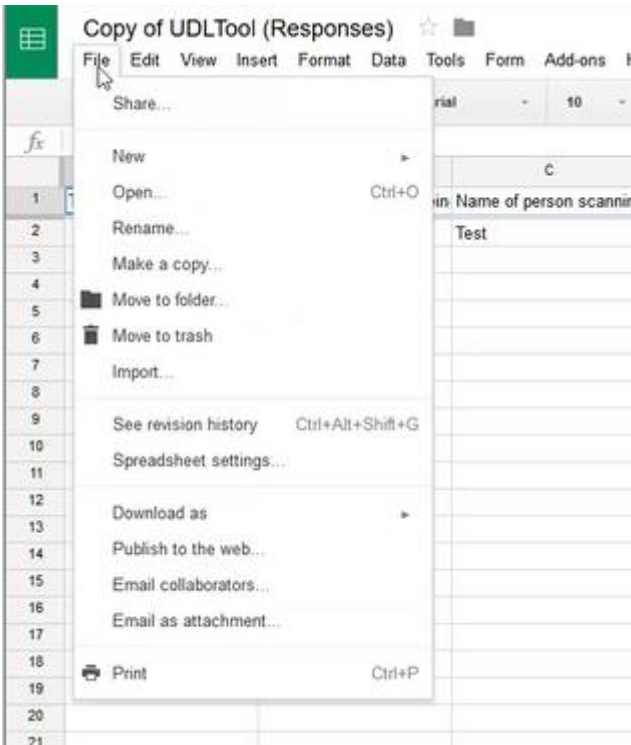 Copy of UDLTool (Responses)
File Edit View Insert Format Data Tools Form Add-ons
Share...
10
fx
C
New
1
Open... Ctrl+O
Name of person
2
Rename...
Test
3
Make a copy...
4
Move to folder...
5
6
Move to trash
7
Import...
8
9
See revision history Ctrl+Alt+Shift+G
10
Spreadsheet settings...
11
12
Download as
13
14
Publish to the web...
15
Email collaborators...
16
Email as attachment...
17
18
Print Ctrl+P
19
20
21